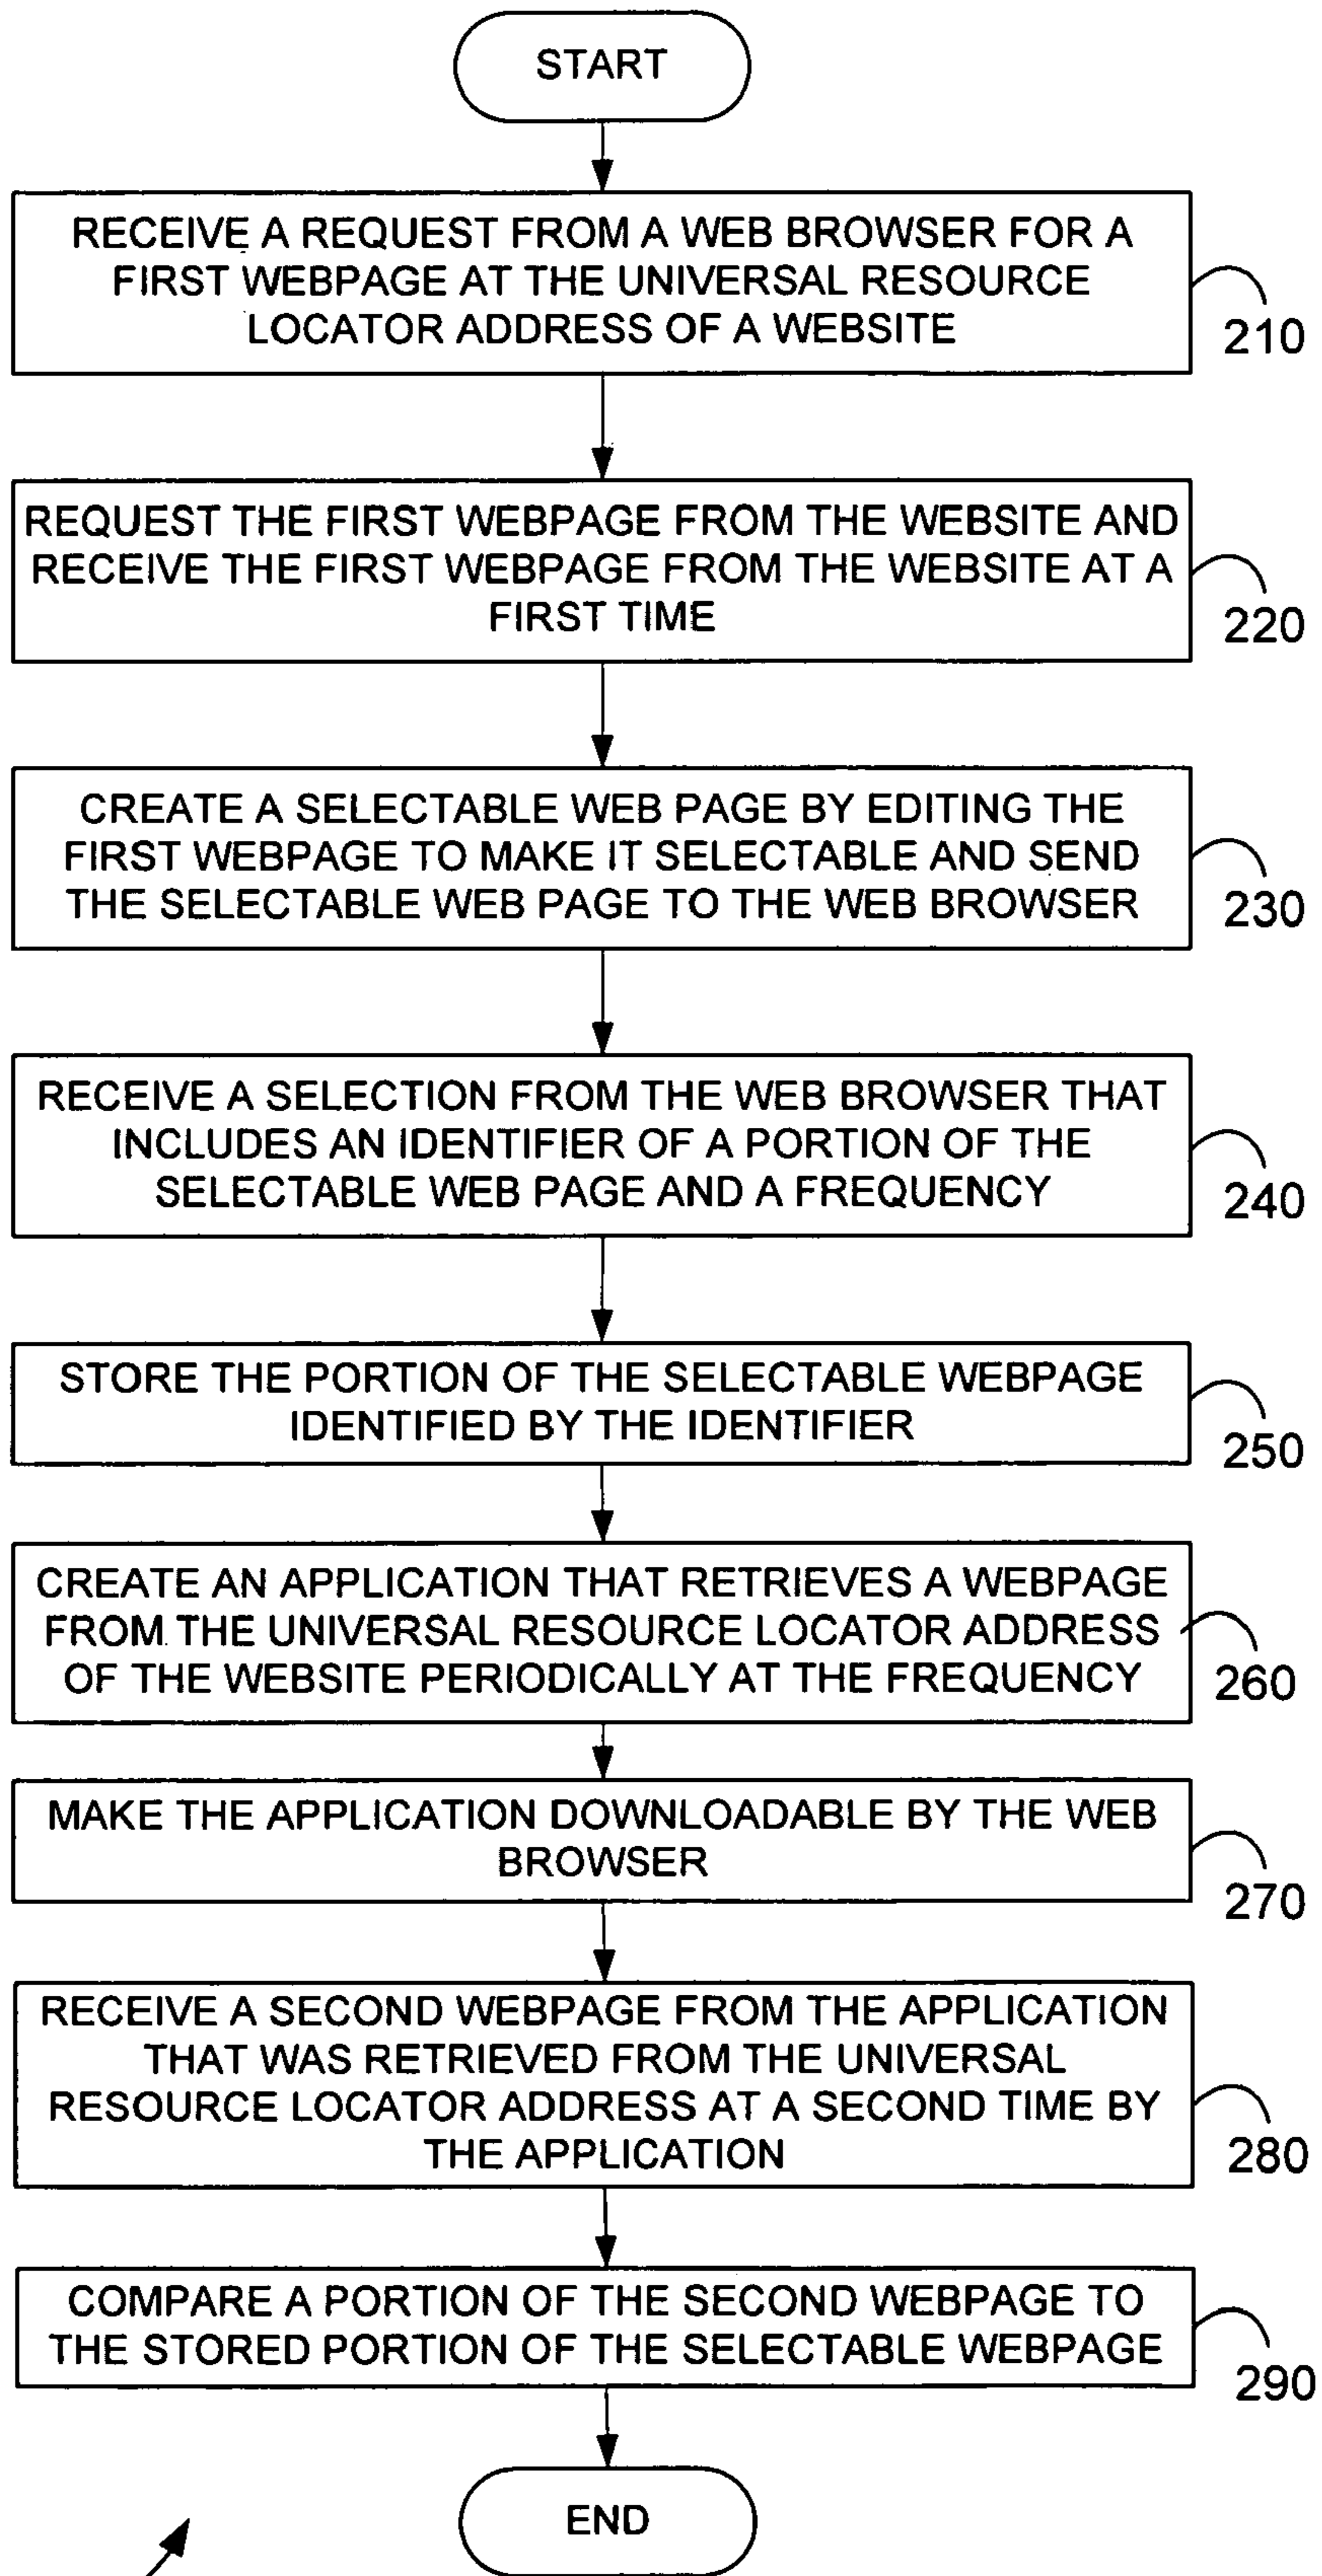 START
RECEIVE A REQUEST FROM A WEB BROWSER FOR A
FIRST WEBPAGE AT THE UNIVERSAL RESOURCE
LOCATOR ADDRESS OF A WEBSITE
210
REQUEST THE FIRST WEBPAGE FROM THE WEBSITE AND
RECEIVE THE FIRST WEBPAGE FROM THE WEBSITE AT A
FIRST TIME
220
CREATE A SELECTABLE WEB PAGE BY EDITING THE
FIRST WEBPAGE TO MAKE IT SELECTABLE AND SEND
THE SELECTABLE WEB PAGE TO THE WEB BROWSER
230
RECEIVE A SELECTION FROM THE WEB BROWSER THAT
INCLUDES AN IDENTIFIER OF A PORTION OF THE
SELECTABLE WEB PAGE AND A FREQUENCY
240
STORE THE PORTION OF THE SELECTABLE WEBPAGE
IDENTIFIED BY THE IDENTIFIER
250
CREATE AN APPLICATION THAT RETRIEVES A WEBPAGE
FROM THE UNIVERSAL RESOURCE LOCATOR ADDRESS
OF THE WEBSITE PERIODICALLY AT THE FREQUENCY
260
MAKE THE APPLICATION DOWNLOADABLE BY THE WEB
BROWSER
270
RECEIVE A SECOND WEBPAGE FROM THE APPLICATION
THAT WAS RETRIEVED FROM THE UNIVERSAL
RESOURCE LOCATOR ADDRESS AT A SECOND TIME BY
THE APPLICATION
280
COMPARE A PORTION OF THE SECOND WEBPAGE TO
THE STORED PORTION OF THE SELECTABLE WEBPAGE
290
END